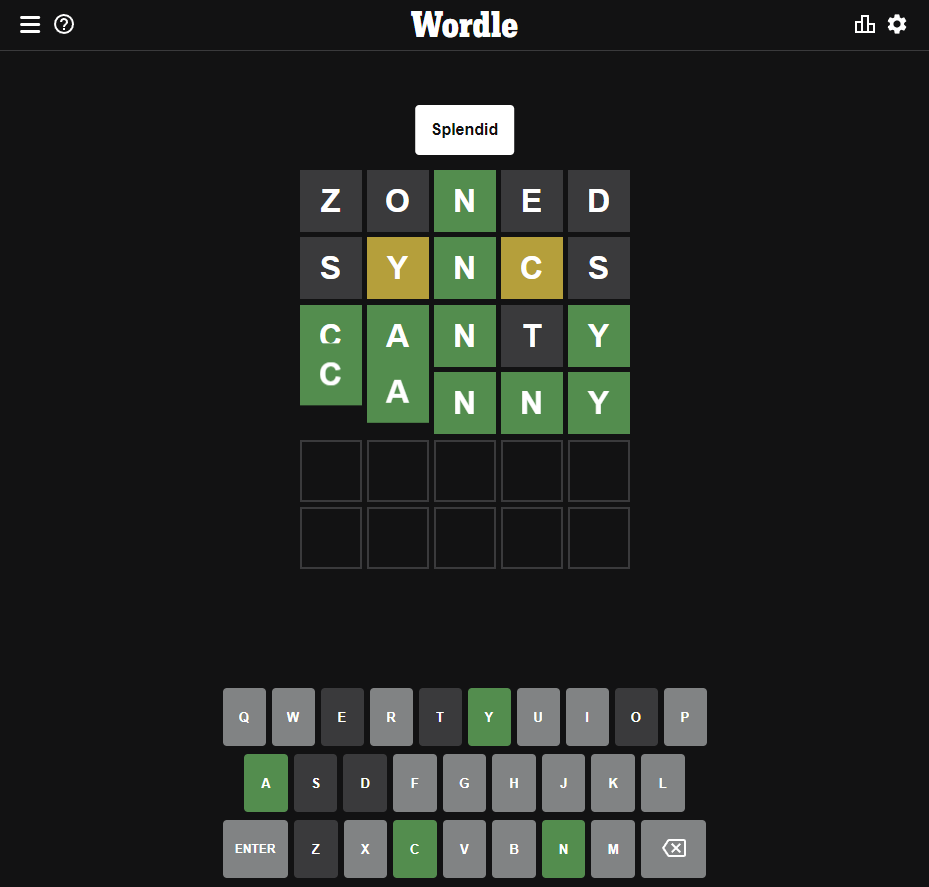 Wordle
Splendid
Z O N E D
S Y N C S
C A N T Y
C A N N Y
Q W E R T Y U I O P
A S D F G H J K L
ENTER Z X C V B N M